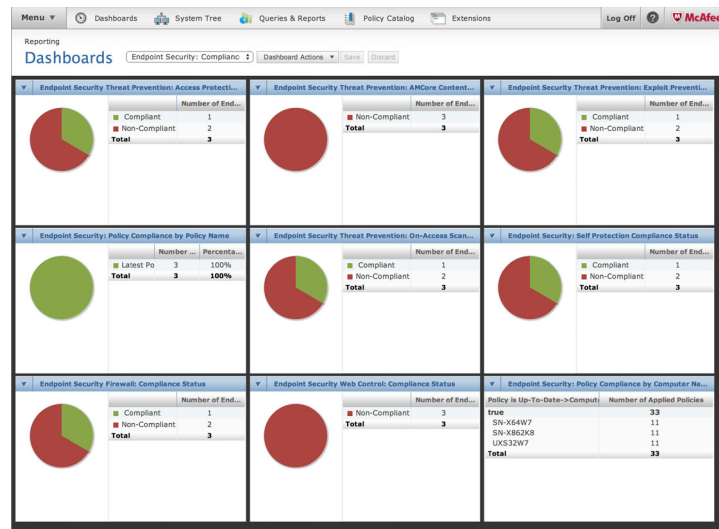 Menu ▼ Dashboards System Tree Queries & Reports Policy Catalog Extensions Log Off ? McAfee
Reporting
Dashboards Endpoint Security: Complianc Dashboard Actions ▼ Save Discard
Endpoint Security Threat Prevention: Access Protecti...
Number of End...
Compliant 1
Non-Compliant 2
Total 3
Endpoint Security Threat Prevention: AMCore Content...
Number of End...
Non-Compliant 3
Total 3
Endpoint Security Threat Prevention: Exploit Preventi...
Number of End...
Compliant 1
Non-Compliant 2
Total 3
Endpoint Security: Policy Compliance by Policy Name
Number ... Percenta...
Latest Po 3 100%
Total 3 100%
Endpoint Security Threat Prevention: On-Access Scan...
Number of End...
Compliant 1
Non-Compliant 2
Total 3
Endpoint Security: Self Protection Compliance Status
Number of End...
Compliant 1
Non-Compliant 2
Total 3
Endpoint Security Firewall: Compliance Status
Number of End...
Compliant 1
Non-Compliant 2
Total 3
Endpoint Security Web Control: Compliance Status
Number of End...
Non-Compliant 3
Total 3
Endpoint Security: Policy Compliance by Computer Na...
Policy is Up-To-Date->Compute Number of Applied Policies
true 33
SN-X64W7 11
SN-X862K8 11
UXS32W7 11
Total 33